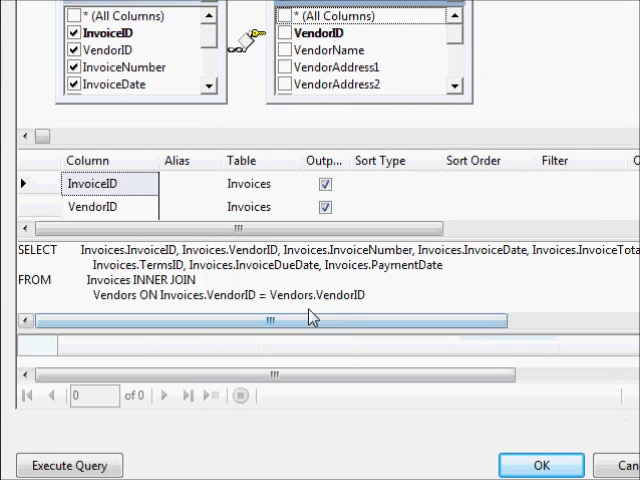 * (All Columns)
InvoiceID
VendorID
InvoiceNumber
InvoiceDate
* (All Columns)
VendorID
VendorName
VendorAddress1
VendorAddress2
Column Alias Table Outp... Sort Type Sort Order Filter
InvoiceID Invoices
VendorID Invoices
SELECT Invoices.InvoiceID, Invoices.VendorID, Invoices.InvoiceNumber, Invoices.InvoiceDate, Invoices.InvoiceTota
Invoices.TermsID, Invoices.InvoiceDueDate, Invoices.PaymentDate
FROM Invoices INNER JOIN
Vendors ON Invoices.VendorID = Vendors.VendorID
0 of 0
Execute Query OK Can